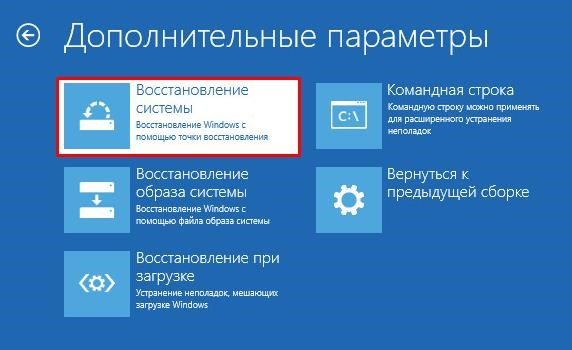 Дополнительные параметры
Восстановление
системы
Восстановление Windows с
помощью точки восстановления
Командная строка
Командную строку можно применять
для расширенного устранения
неполадок
C:\
Восстановление
образа системы
Восстановление Windows с
помощью файла образа системы
Вернуться к
предыдущей сборке
Восстановление при
загрузке
Устранение неполадок, мешающих
загрузке Windows